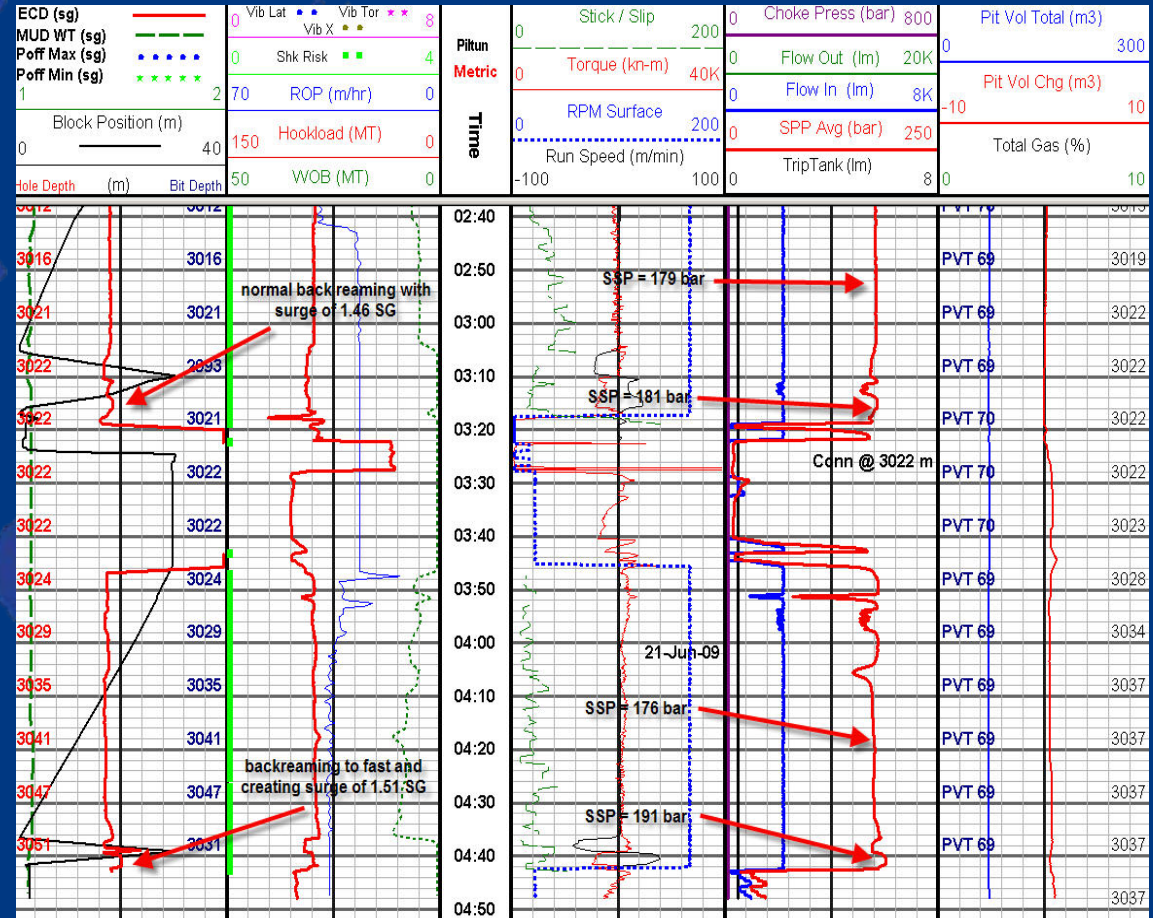 ECD (sg)
MUD WT (sg)
Poff Max (sg)
Poff Min (sg)
1 2
Block Position (m)
0 40
Hole Depth (m) Bit Depth
Vib Lat Vib Tor
0 Vib X 8
0 Shk Risk 4
70 ROP (m/hr) 0
Hookload (MT)
150 0
WOB (MT)
50 0
Piltun
Metric
Time
Stick / Slip
0 200
Torque (kn-m)
0 40K
RPM Surface
0 200
Run Speed (m/min)
-100 100
Choke Press (bar)
0 800
Flow Out (lm)
0 20K
Flow In (lm)
0 8K
SPP Avg (bar)
0 250
TripTank (lm)
0 8
Pit Vol Total (m3)
0 300
Pit Vol Chg (m3)
-10 10
Total Gas (%)
0 10
02:40
3016 3016 02:50 PVT 69 3019
SSP = 179 bar
normal back reaming with
surge of 1.46 SG
3021 3021 03:00 PVT 69 3022
3022 03:10 PVT 69 3022
SSP = 181 bar
3022 3021 03:20 PVT 70 3022
Conn @ 3022 m
3022 3022 03:30 PVT 70 3022
3022 3022 03:40 PVT 70 3023
3024 3024 03:50 PVT 69 3028
3029 3029 04:00 PVT 69 3034
21-Jun-09
3035 3035 04:10 PVT 69 3037
SSP = 176 bar
3041 3041 04:20 PVT 69 3037
backreaming to fast and
creating surge of 1.51 SG
3047 3047 04:30 PVT 69 3037
SSP = 191 bar
3051 3031 04:40 PVT 69 3037
04:50 3037